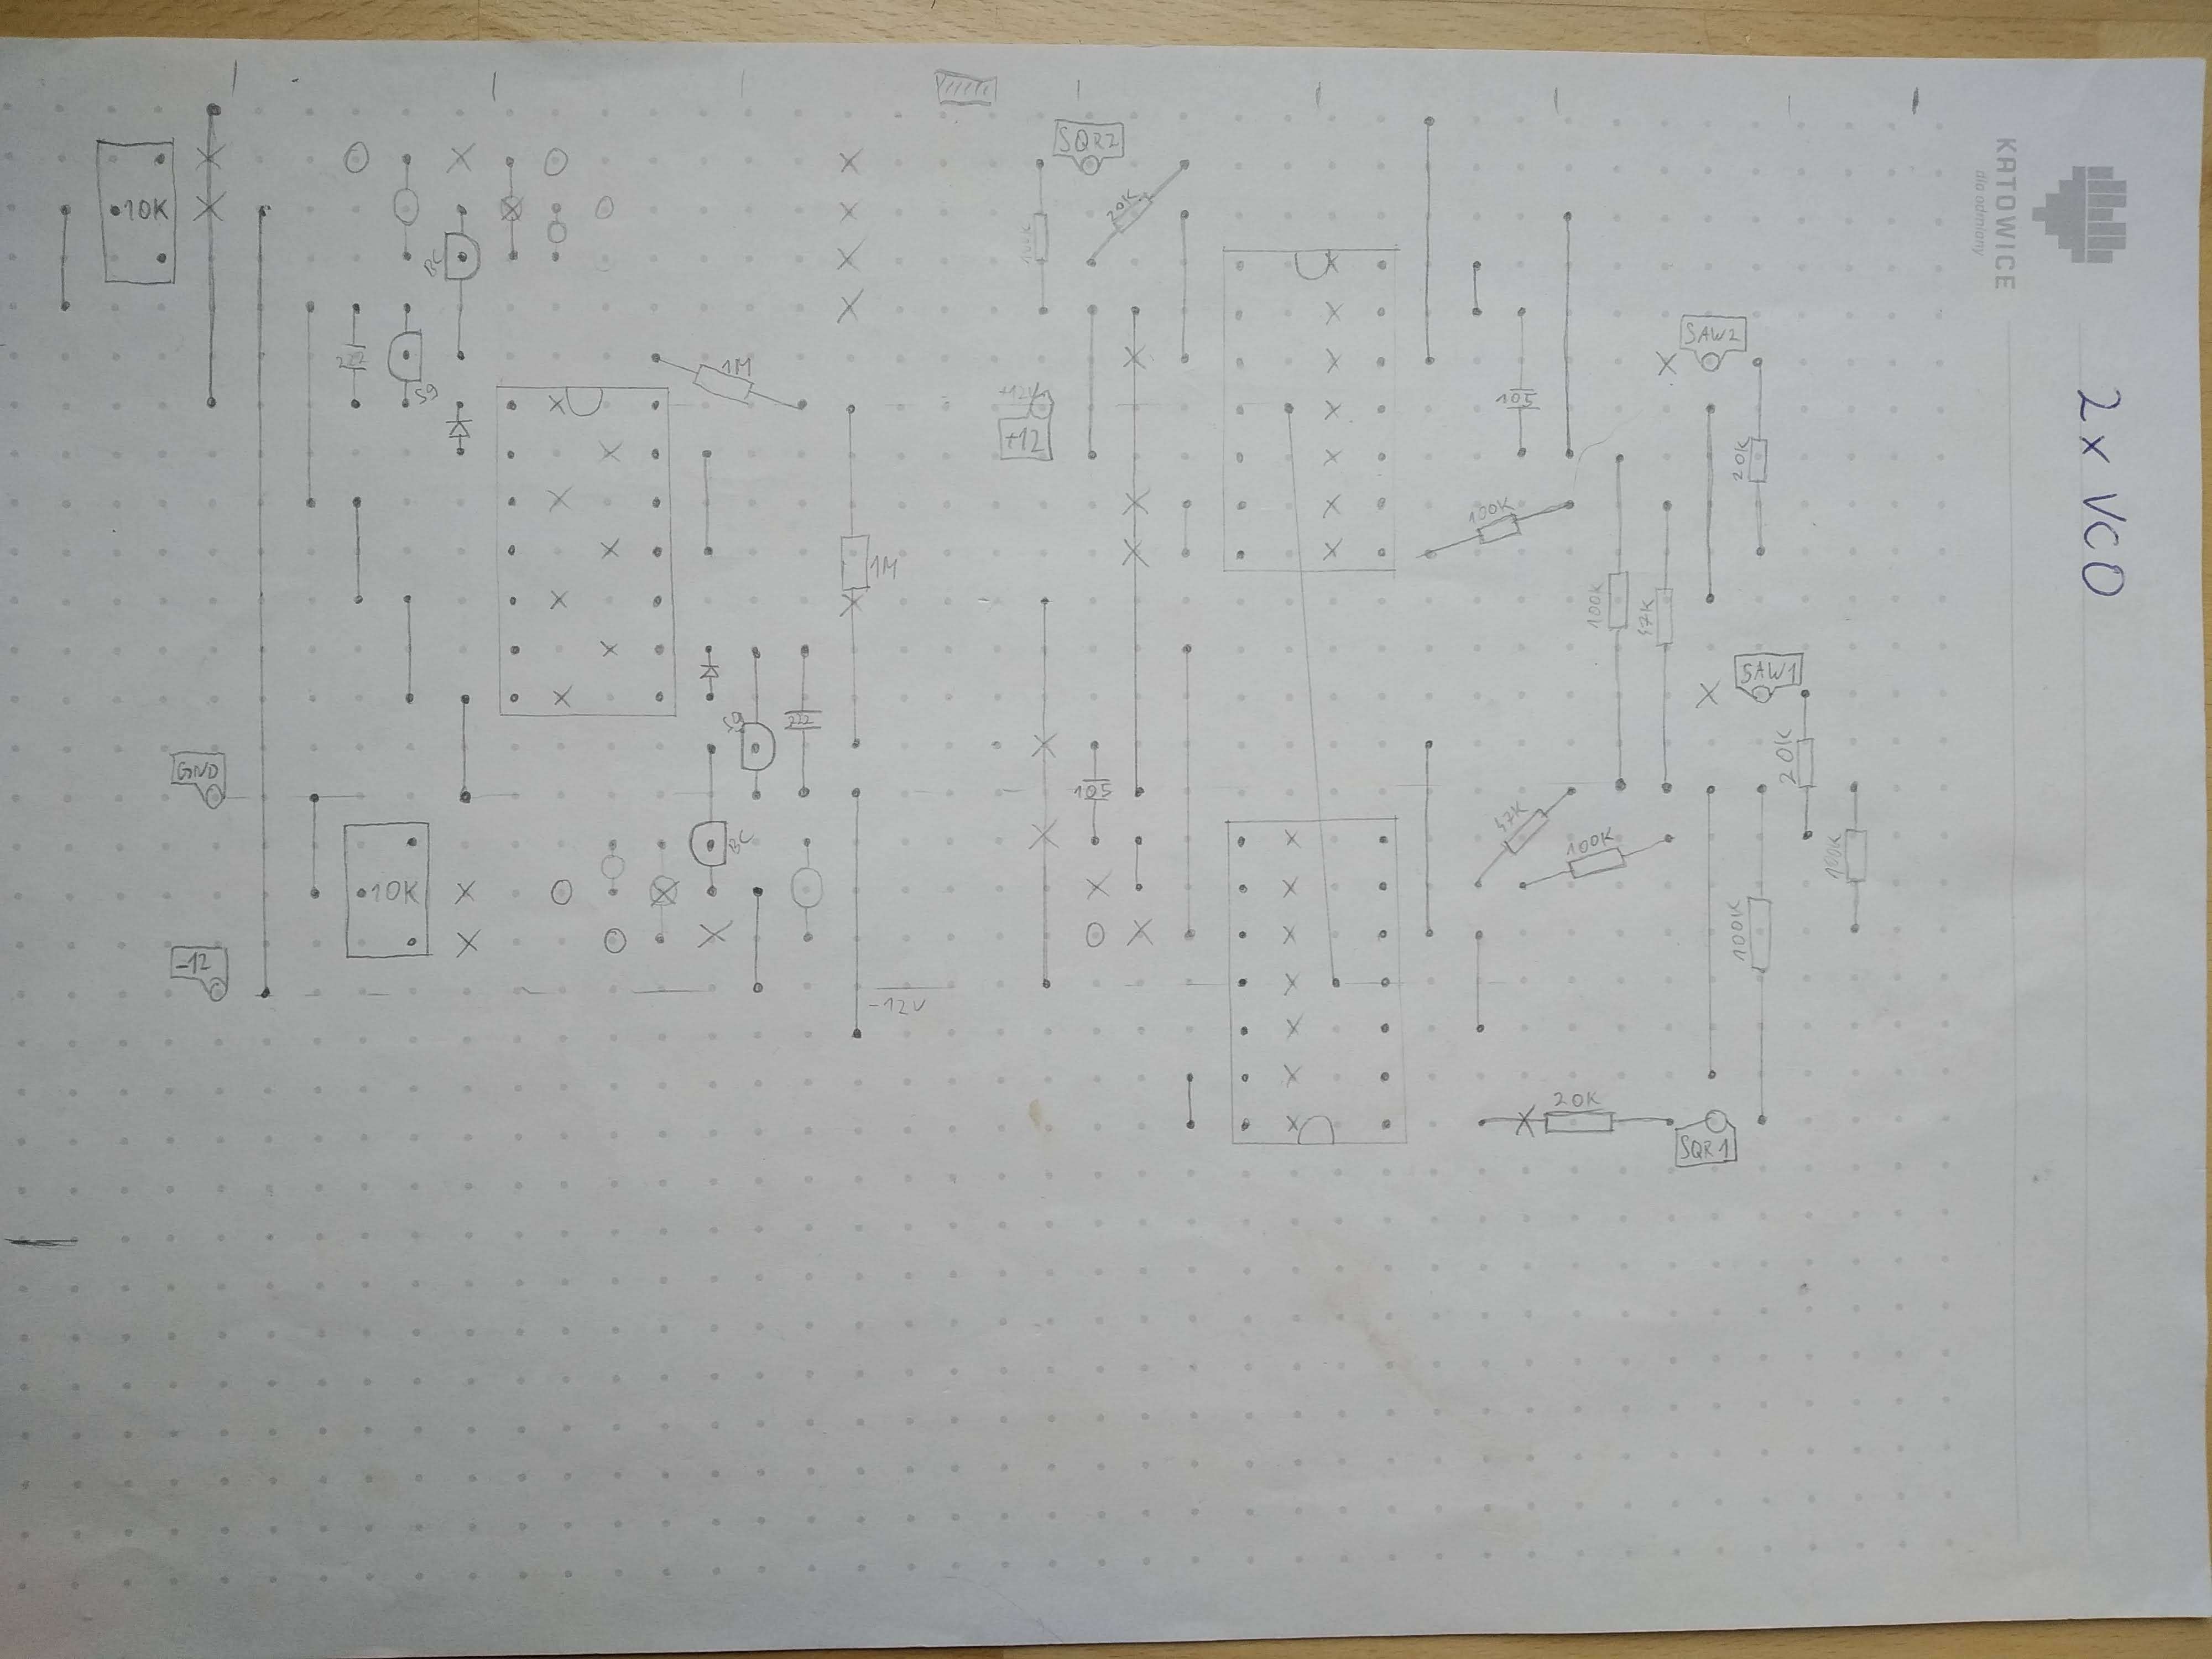 SQR2
10K
20K
100K
BC
SAW2
222
1M
S9
+12V
+12
105
20K
100K
1M
100K
47K
SAW1
S9
222
20K
GND
105
47K
BC
100K
100K
10K
100K
-12
-12V
20K
SQR1
KATOWICE
dla odmiany
2x VCO